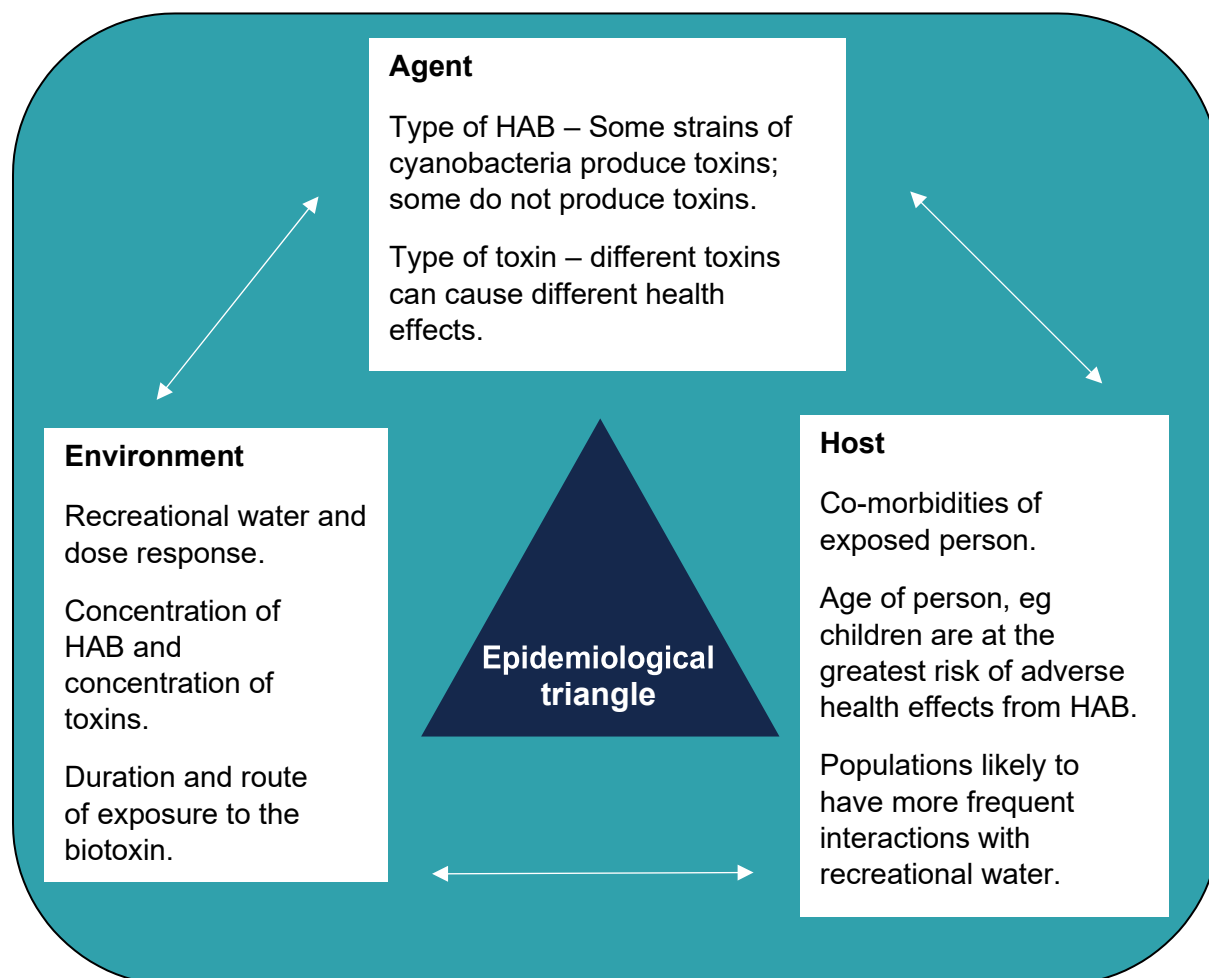 Agent
Type of HAB – Some strains of
cyanobacteria produce toxins;
some do not produce toxins.
Type of toxin – different toxins
can cause different health
effects.
Environment
Recreational water and
dose response.
Concentration of
HAB and
concentration of
toxins.
Duration and route
of exposure to the
biotoxin.
Epidemiological
triangle
Host
Co-morbidities of
exposed person.
Age of person, eg
children are at the
greatest risk of adverse
health effects from HAB.
Populations likely to
have more frequent
interactions with
recreational water.